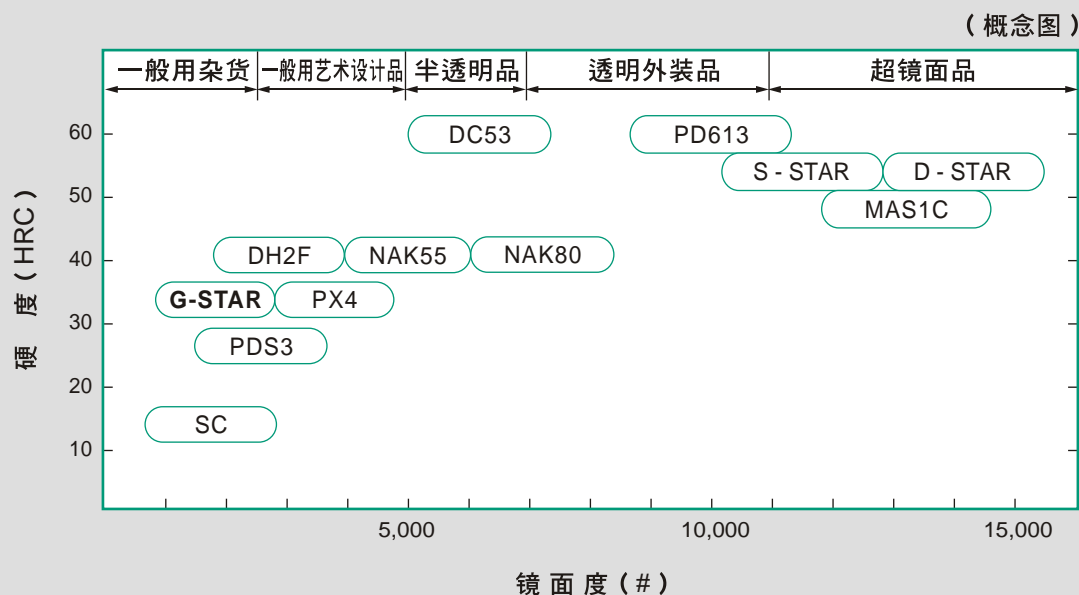 (概念图)
一般用杂货 一般用艺术设计品 半透明品 透明外装品 超镜面品
60 DC53 PD613
S - STAR D - STAR
50 MAS1C
40 DH2F NAK55 NAK80
G-STAR PX4
30
PDS3
20
SC
10
硬 度(HRC)
5,000 10,000 15,000
镜 面 度(#)